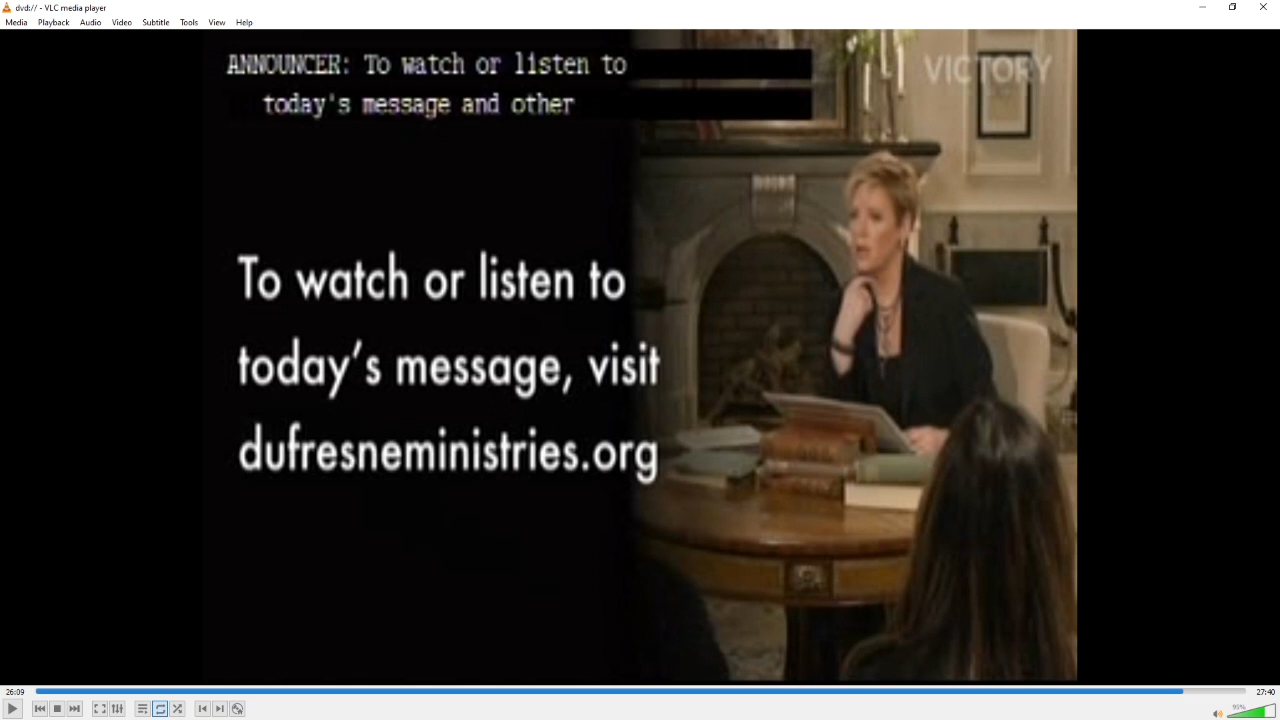 dvd:// - VLC media player
Media Playback Audio Video Subtitle Tools View Help
ANNOUNCER: To watch or listen to
today's message and other
VICTORY
To watch or listen to
today's message, visit
dufresneministries.org
26:09
27:40
95%